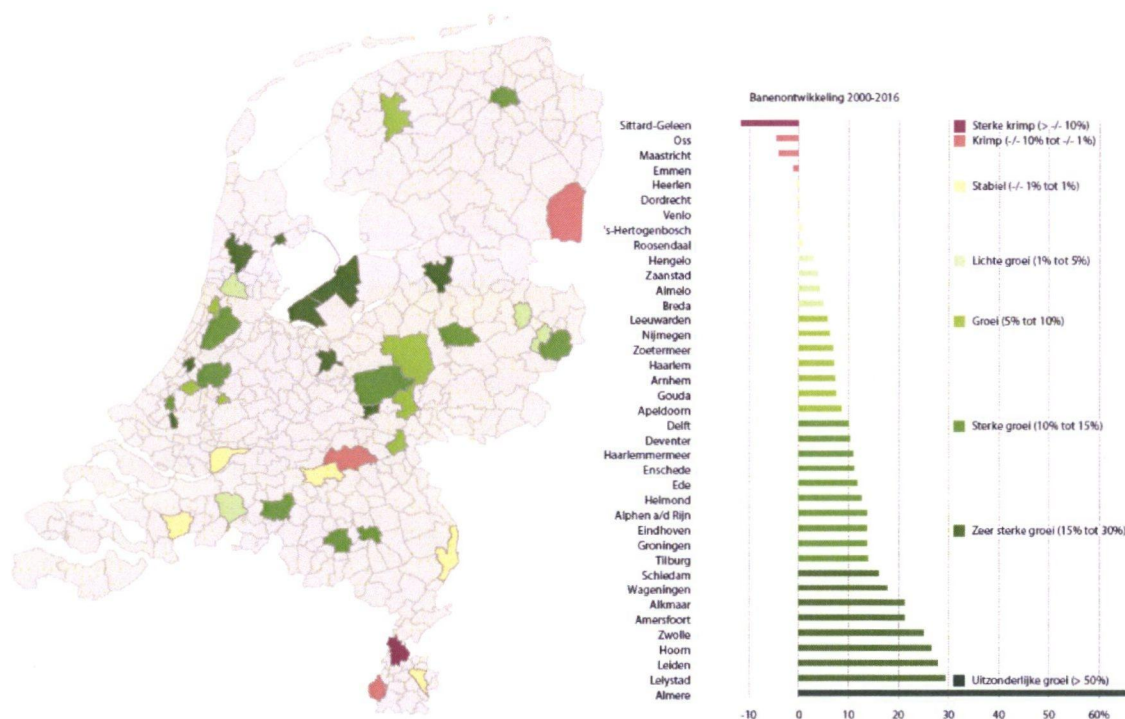 Banenontwikkeling 2000-2016
Sittard-Geleen
Oss
Maastricht
Emmen
Heerlen
Dordrecht
Venlo
's-Hertogenbosch
Roosendaal
Hengelo
Zaanstad
Almelo
Breda
Leeuwarden
Nijmegen
Zoetermeer
Haarlem
Arnhem
Gouda
Apeldoorn
Delft
Deventer
Haarlemmermeer
Enschede
Ede
Helmond
Alphen a/d Rijn
Eindhoven
Groningen
Tilburg
Schiedam
Wageningen
Alkmaar
Amersfoort
Zwolle
Hoorn
Leiden
Lelystad
Almere
Sterke krimp (> -/- 10%)
Krimp (-/- 10% tot -/- 1%)
Stabiel (-/- 1% tot 1%)
Lichte groei (1% tot 5%)
Groei (5% tot 10%)
Sterke groei (10% tot 15%)
Zeer sterke groei (15% tot 30%)
Uitzonderlijke groei (> 50%)
-10 0 10 20 30 40 50 60%